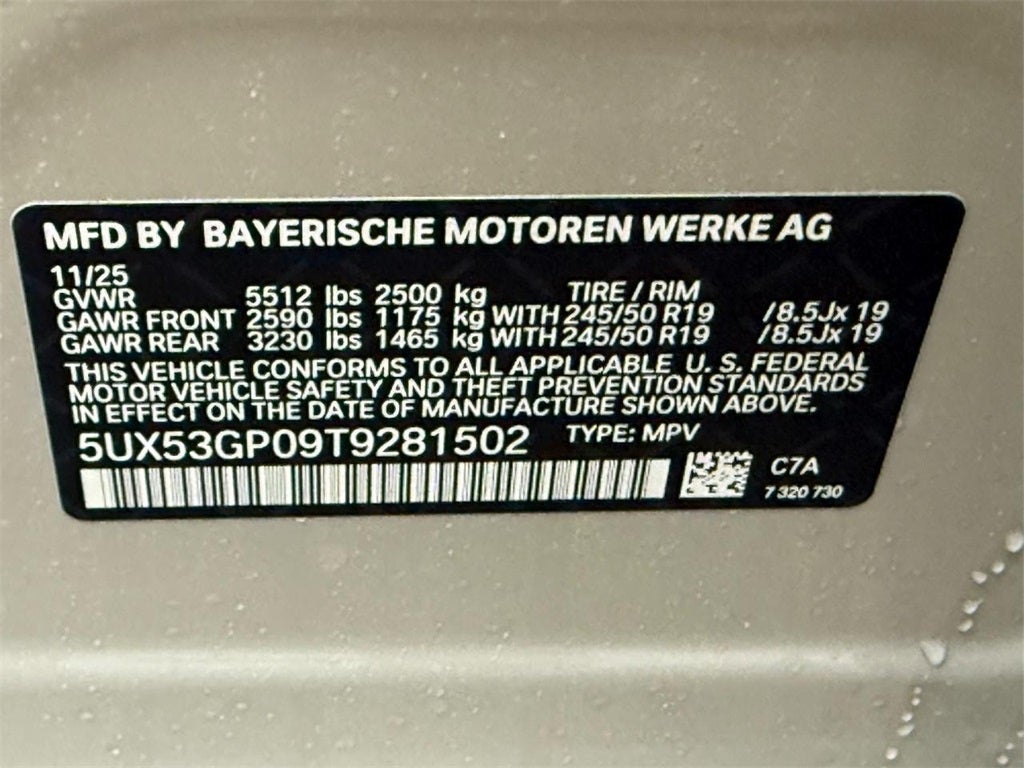 MFD BY BAYERISCHE MOTOREN WERKE AG
11/25
GVWR 5512 lbs 2500 kg TIRE / RIM
GAWR FRONT 2590 lbs 1175 kg WITH 245/50 R19 /8.5Jx 19
GAWR REAR 3230 lbs 1465 kg WITH 245/50 R19 /8.5Jx 19
THIS VEHICLE CONFORMS TO ALL APPLICABLE U. S. FEDERAL
MOTOR VEHICLE SAFETY AND THEFT PREVENTION STANDARDS
IN EFFECT ON THE DATE OF MANUFACTURE SHOWN ABOVE.
5UX53GP09T9281502 TYPE: MPV
C7A
7 320 730